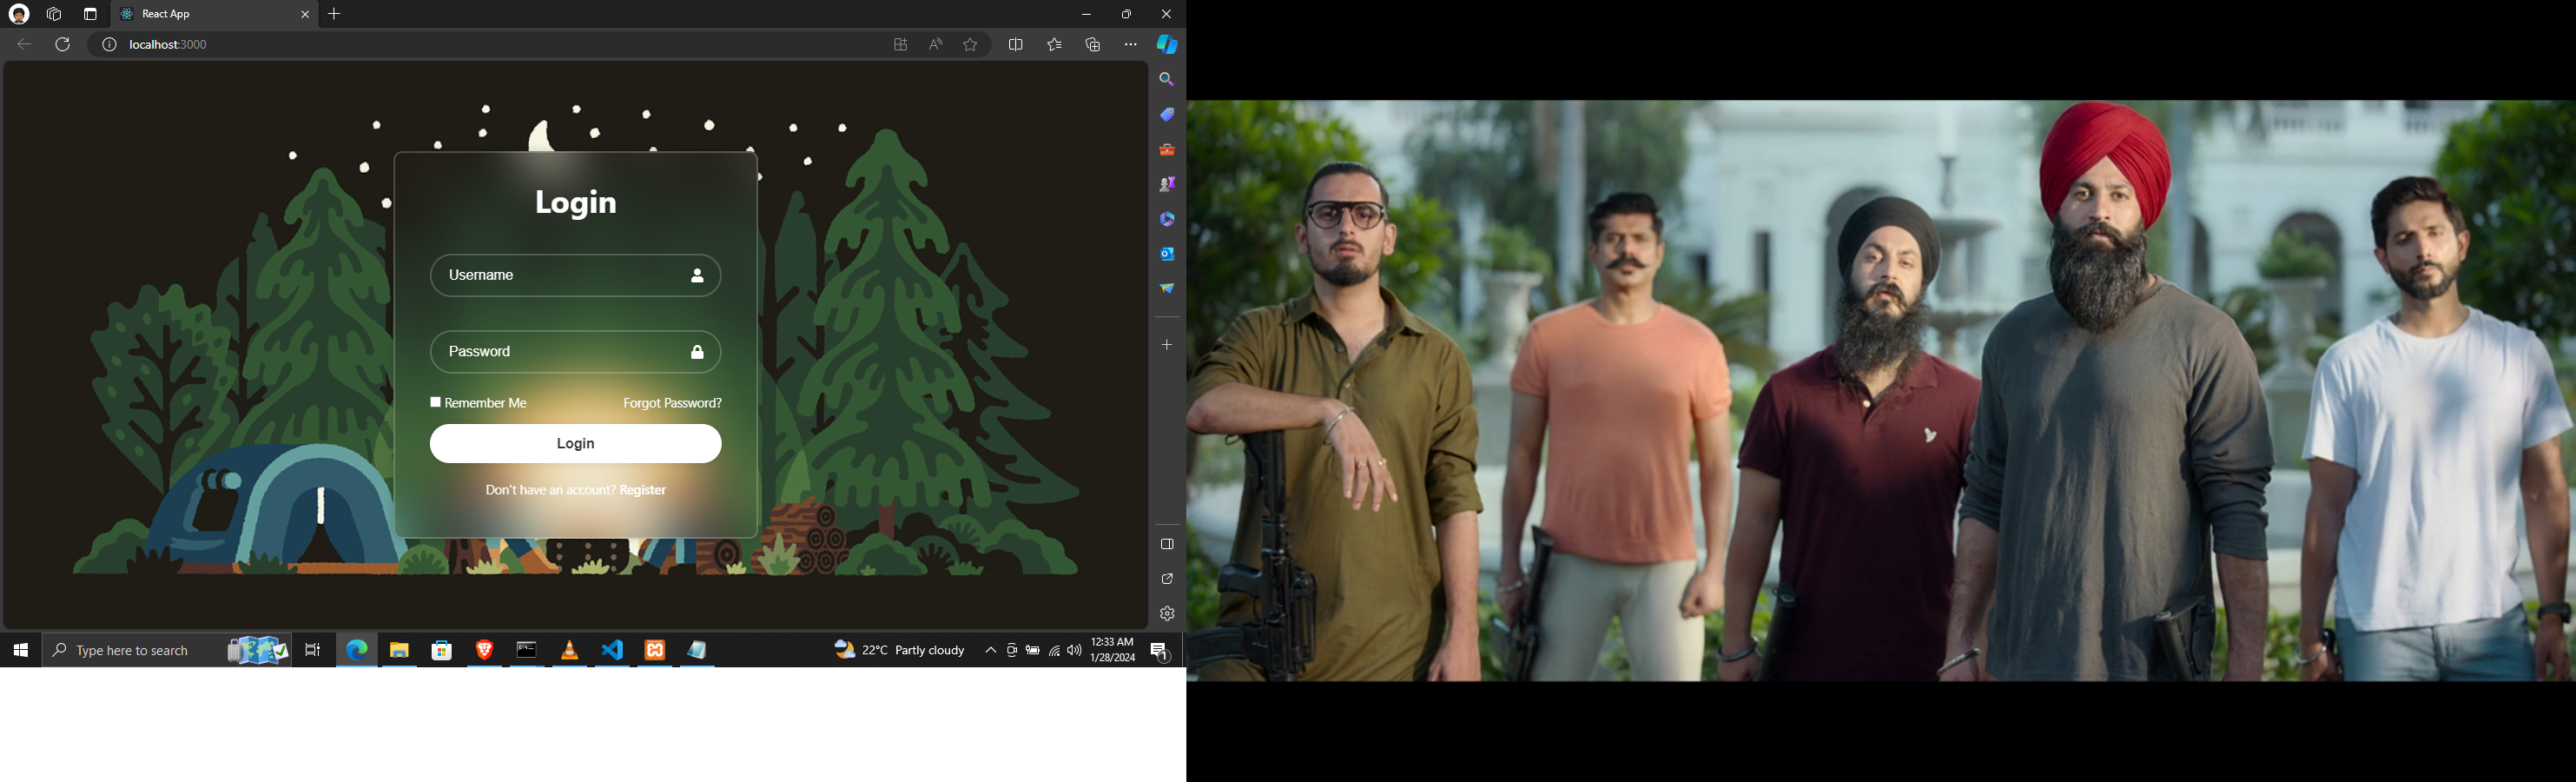 React App
localhost:3000
Login
Username
Password
Remember Me Forgot Password?
Login
Don't have an account? Register
Type here to search
22°C Partly cloudy
12:33 AM
1/28/2024
1